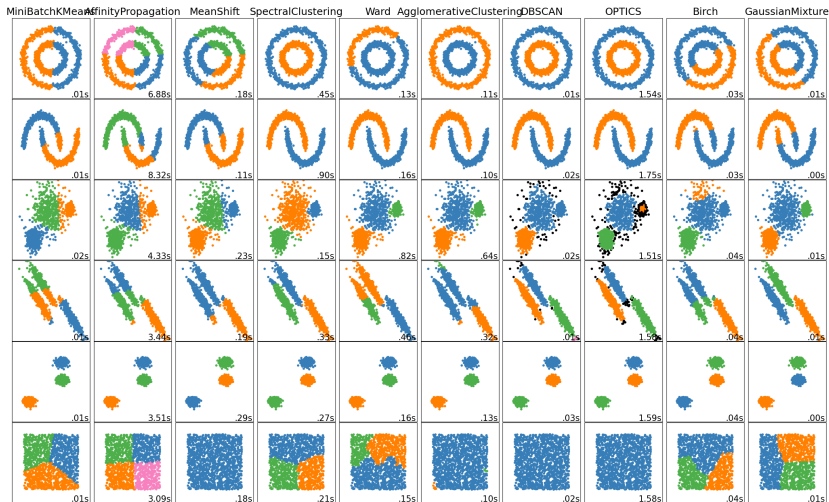 MiniBatchKMeans AffinityPropagation MeanShift SpectralClustering Ward AgglomerativeClustering DBSCAN OPTICS Birch GaussianMixture
.01s 6.88s .18s .45s .13s .11s .01s 1.54s .03s .01s
.01s 8.32s .11s .90s .16s .10s .02s 1.75s .03s .00s
.02s 4.33s .23s .15s .82s .64s .02s 1.51s .04s .01s
.01s 3.44s .19s .33s .46s .32s .01s .04s .01s
.01s 3.51s .29s .27s .16s .13s .03s 1.59s .04s .00s
.01s 3.09s .18s .21s .15s .10s .02s 1.58s .04s .01s